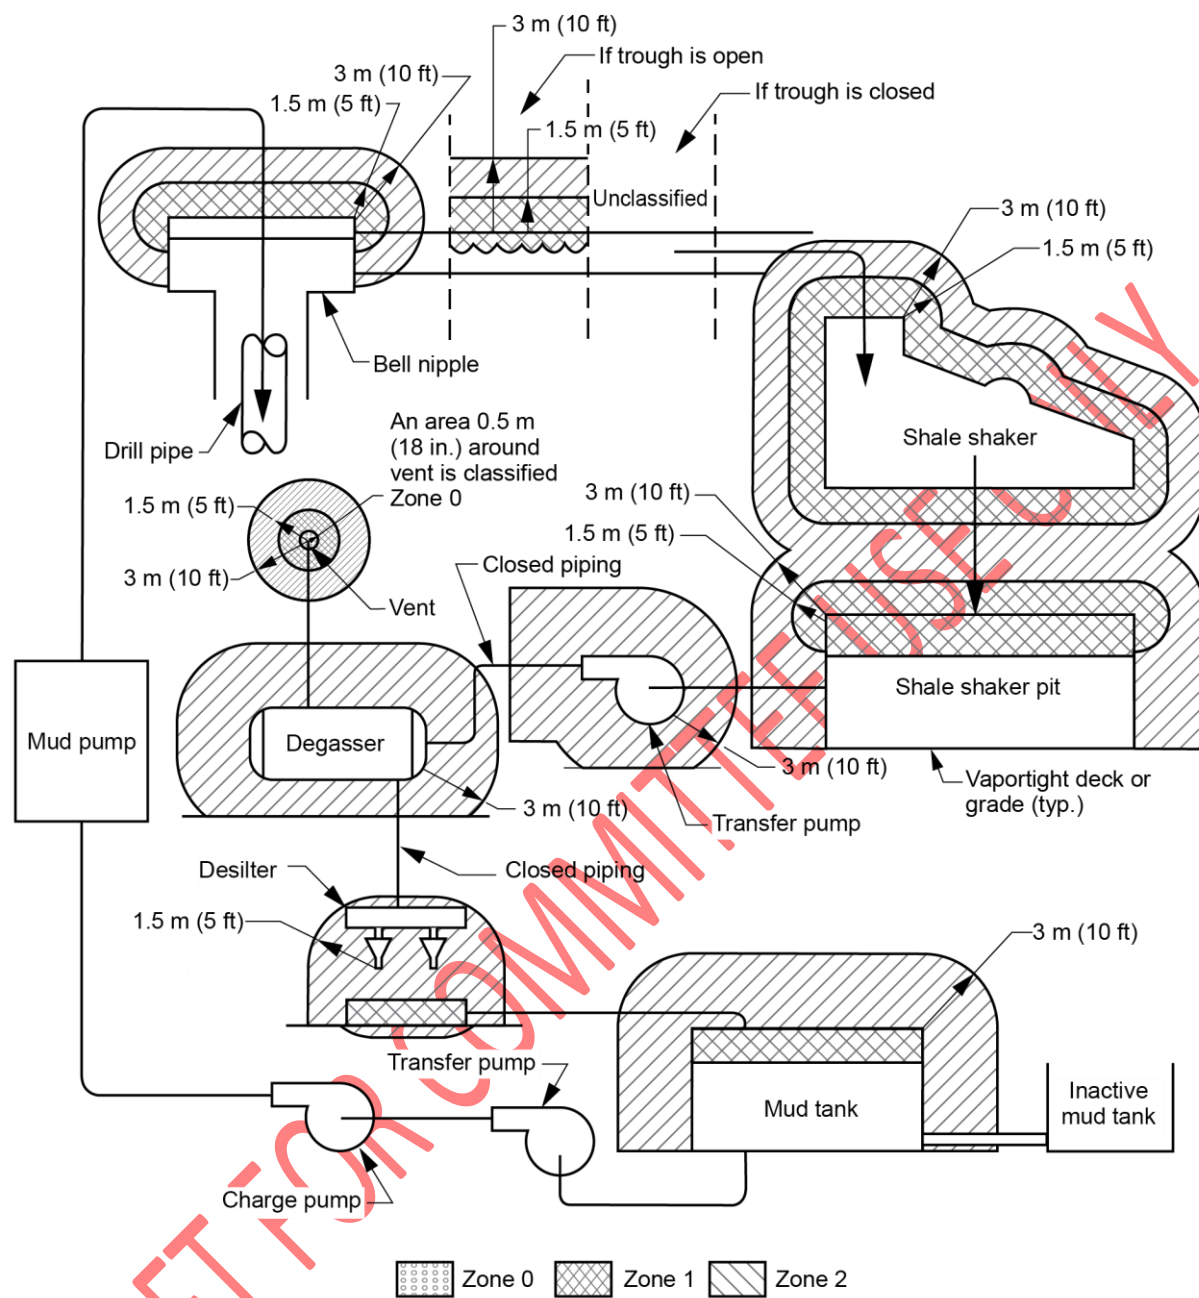 3 m (10 ft)
If trough is open
3 m (10 ft)
If trough is closed
1.5 m (5 ft)
1.5 m (5 ft)
Unclassified
3 m (10 ft)
1.5 m (5 ft)
Bell nipple
An area 0.5 m
(18 in.) around
vent is classified
Zone 0
Drill pipe
Shale shaker
1.5 m (5 ft)
3 m (10 ft)
1.5 m (5 ft)
3 m (10 ft)
Closed piping
Vent
Shale shaker pit
Mud pump
Degasser
3 m (10 ft)
Vaportight deck or
grade (typ.)
3 m (10 ft)
Transfer pump
Desilter
Closed piping
1.5 m (5 ft)
3 m (10 ft)
Transfer pump
Mud tank
Inactive
mud tank
Charge pump
Zone 0
Zone 1
Zone 2
FOR COMMITTEE USE ONLY